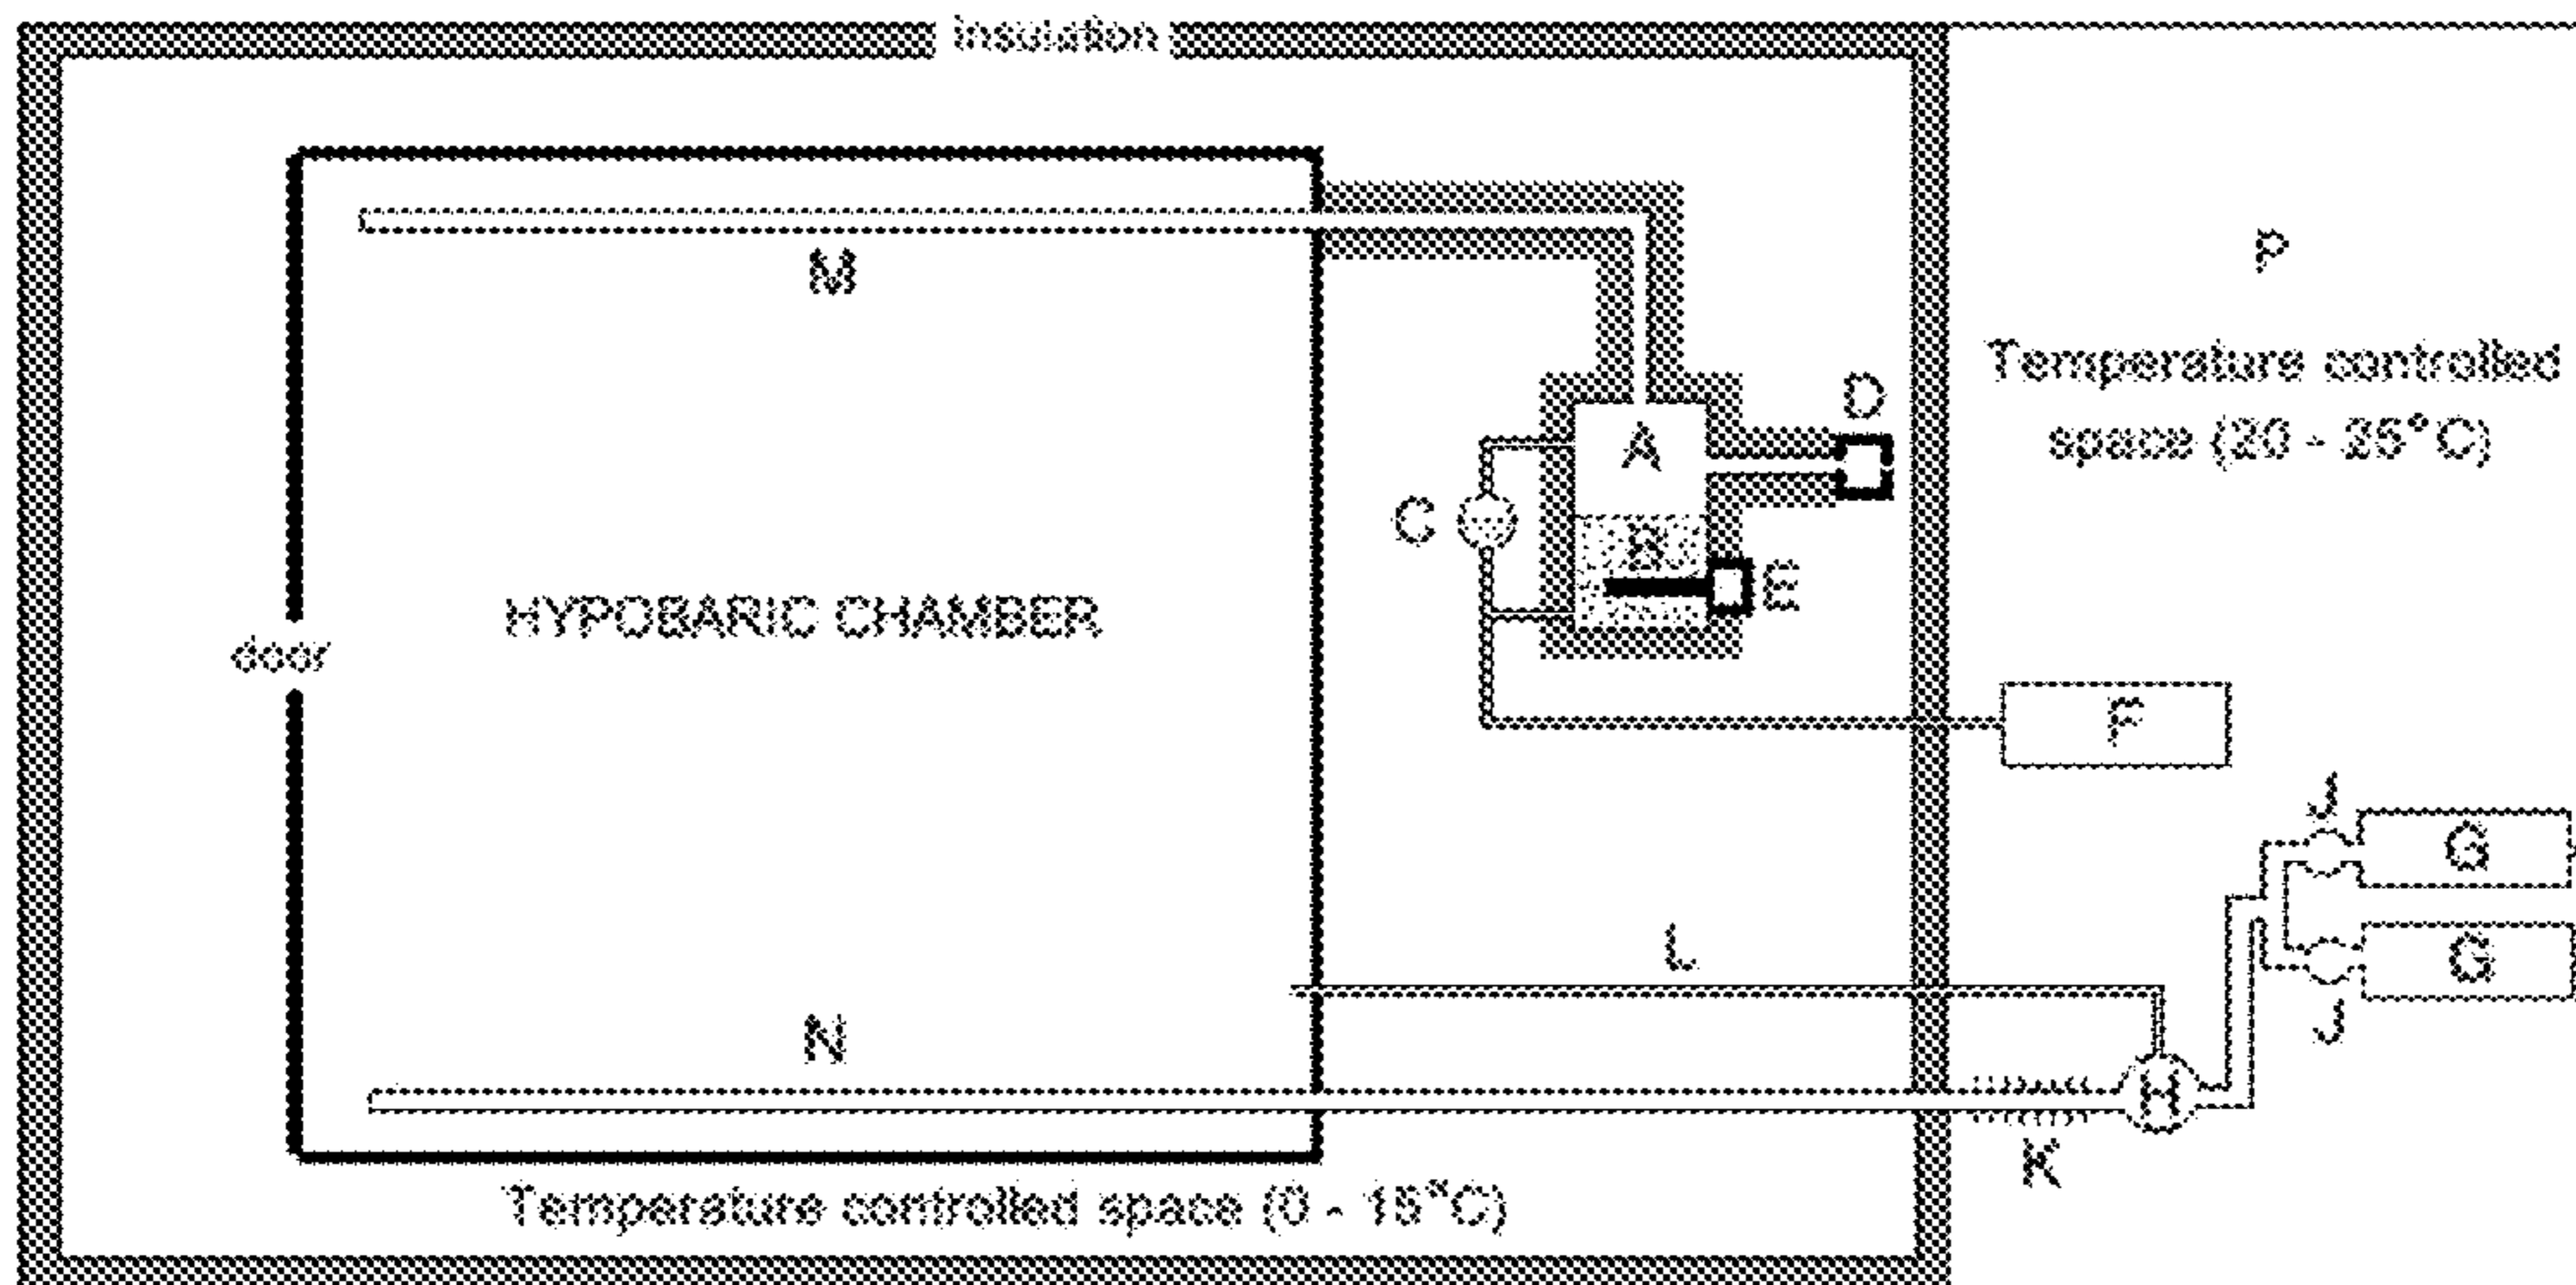 insulation
M
P
Temperature controlled
space (20 - 25°C)
D
A
C
B
E
HYPOBARIC CHAMBER
door
F
J
G
L
G
J
N
H
K
Temperature controlled space (0 - 15°C)